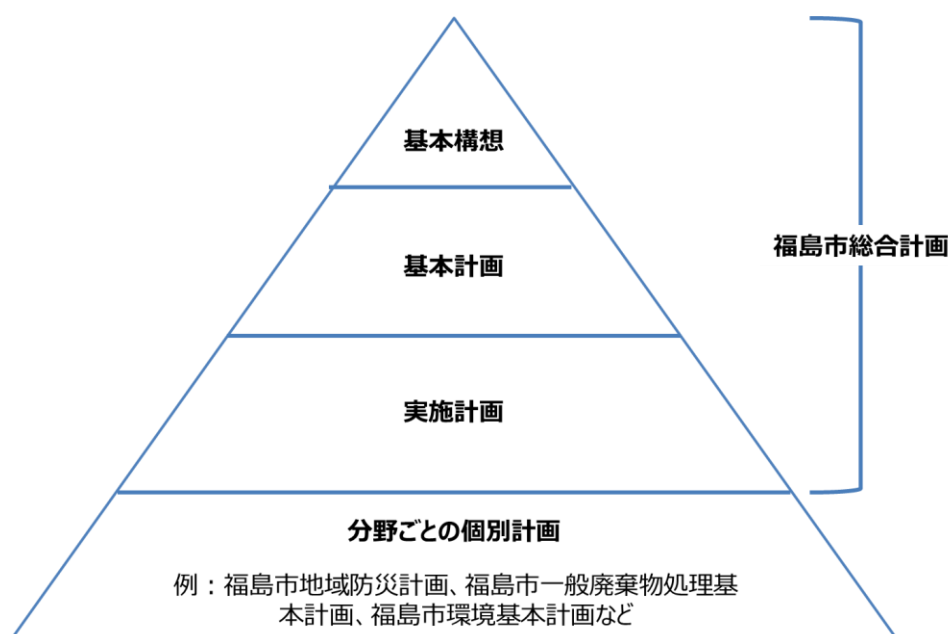 基本構想
福島市総合計画
基本計画
実施計画
分野ごとの個別計画
例：福島市地域防災計画、福島市一般廃棄物処理基
本計画、福島市環境基本計画など